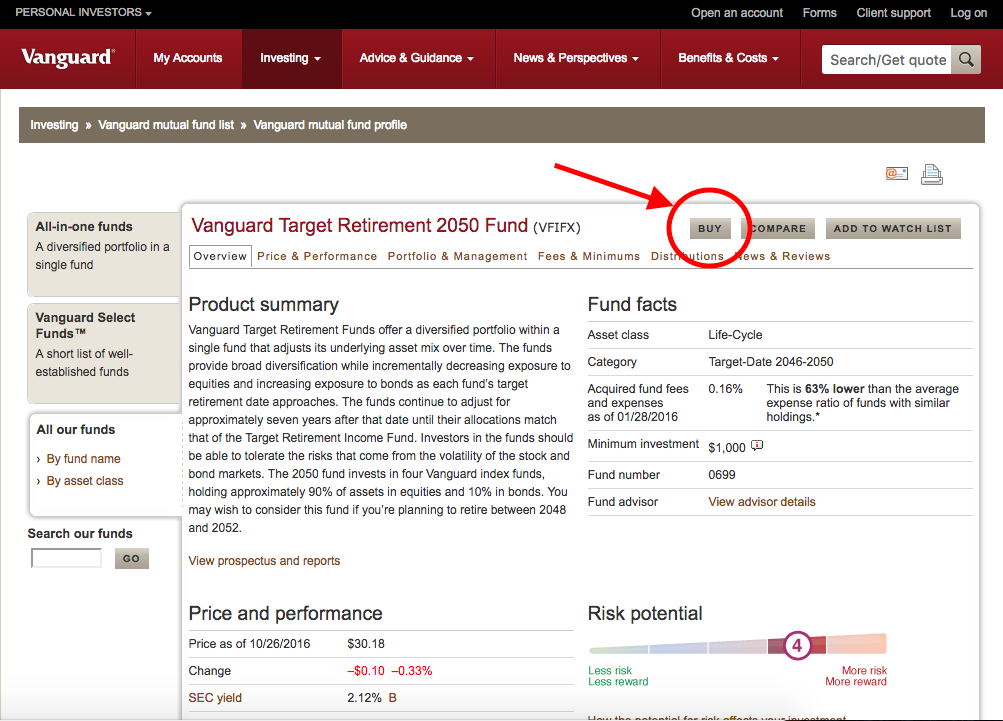 PERSONAL INVESTORS
Open an account Forms Client support Log on
Vanguard®
My Accounts
Investing
Advice & Guidance
News & Perspectives
Benefits & Costs
Search/Get quote
Investing » Vanguard mutual fund list » Vanguard mutual fund profile
All-in-one funds
A diversified portfolio in a
single fund
Vanguard Select
Funds™
A short list of well-
established funds
All our funds
› By fund name
› By asset class
Search our funds
GO
Vanguard Target Retirement 2050 Fund (VFIFX)
BUY
COMPARE
ADD TO WATCH LIST
Overview Price & Performance Portfolio & Management Fees & Minimums Distributions News & Reviews
Product summary
Vanguard Target Retirement Funds offer a diversified portfolio within a
single fund that adjusts its underlying asset mix over time. The funds
provide broad diversification while incrementally decreasing exposure to
equities and increasing exposure to bonds as each fund's target
retirement date approaches. The funds continue to adjust for
approximately seven years after that date until their allocations match
that of the Target Retirement Income Fund. Investors in the funds should
be able to tolerate the risks that come from the volatility of the stock and
bond markets. The 2050 fund invests in four Vanguard index funds,
holding approximately 90% of assets in equities and 10% in bonds. You
may wish to consider this fund if you're planning to retire between 2048
and 2052.
View prospectus and reports
Fund facts
Asset class Life-Cycle
Category Target-Date 2046-2050
Acquired fund fees
and expenses
as of 01/28/2016
0.16%
This is 63% lower than the average
expense ratio of funds with similar
holdings.*
Minimum investment $1,000
Fund number 0699
Fund advisor View advisor details
Price and performance
Price as of 10/26/2016 $30.18
Change –$0.10 –0.33%
SEC yield 2.12% B
Risk potential
4
Less risk
Less reward
More risk
More reward
How the potential for risk affects your investment